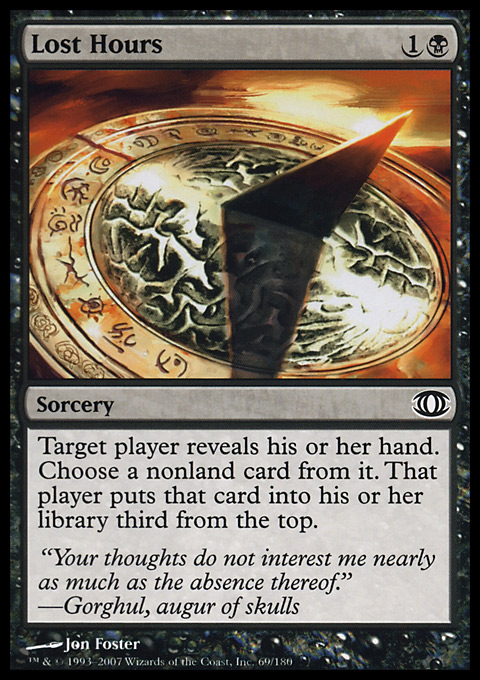 Lost Hours
1
Sorcery
Target player reveals his or her hand.
Choose a nonland card from it. That
player puts that card into his or her
library third from the top.
“Your thoughts do not interest me nearly
as much as the absence thereof.”
—Gorghul, augur of skulls
Jon Foster
™ & © 1993–2007 Wizards of the Coast, Inc. 69/180